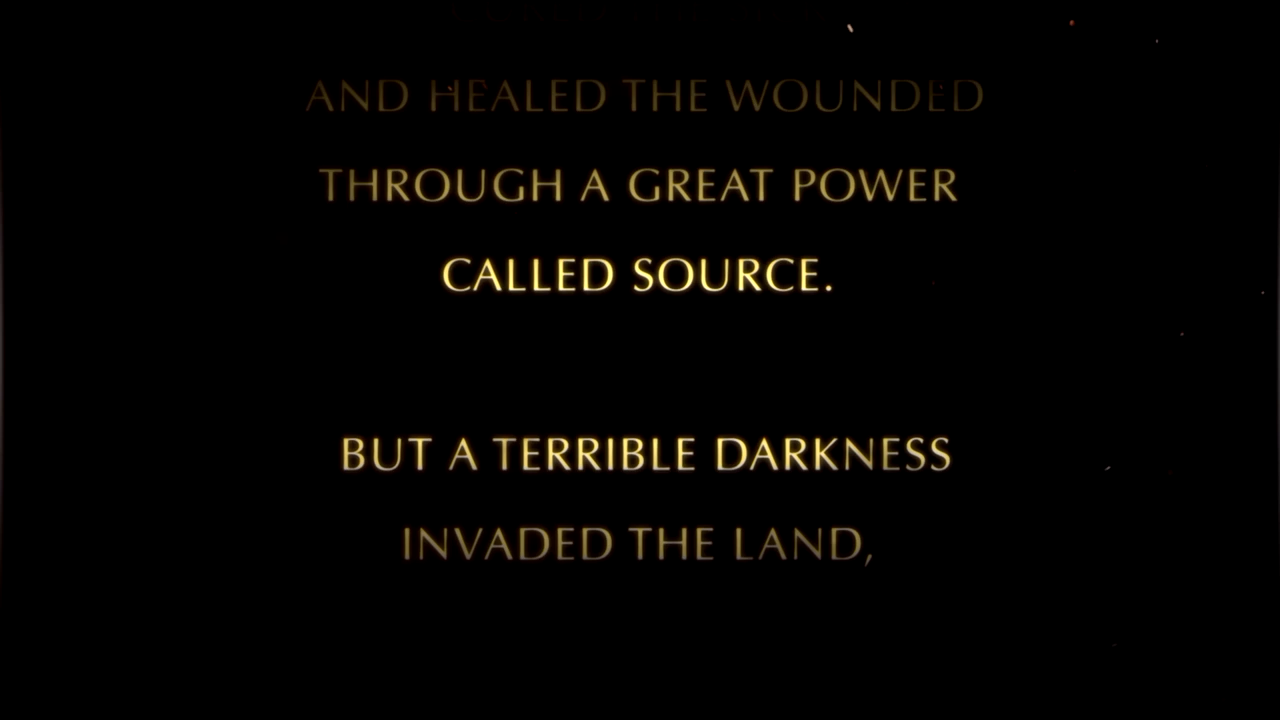 AND HEALED THE WOUNDED
THROUGH A GREAT POWER
CALLED SOURCE.
BUT A TERRIBLE DARKNESS
INVADED THE LAND,